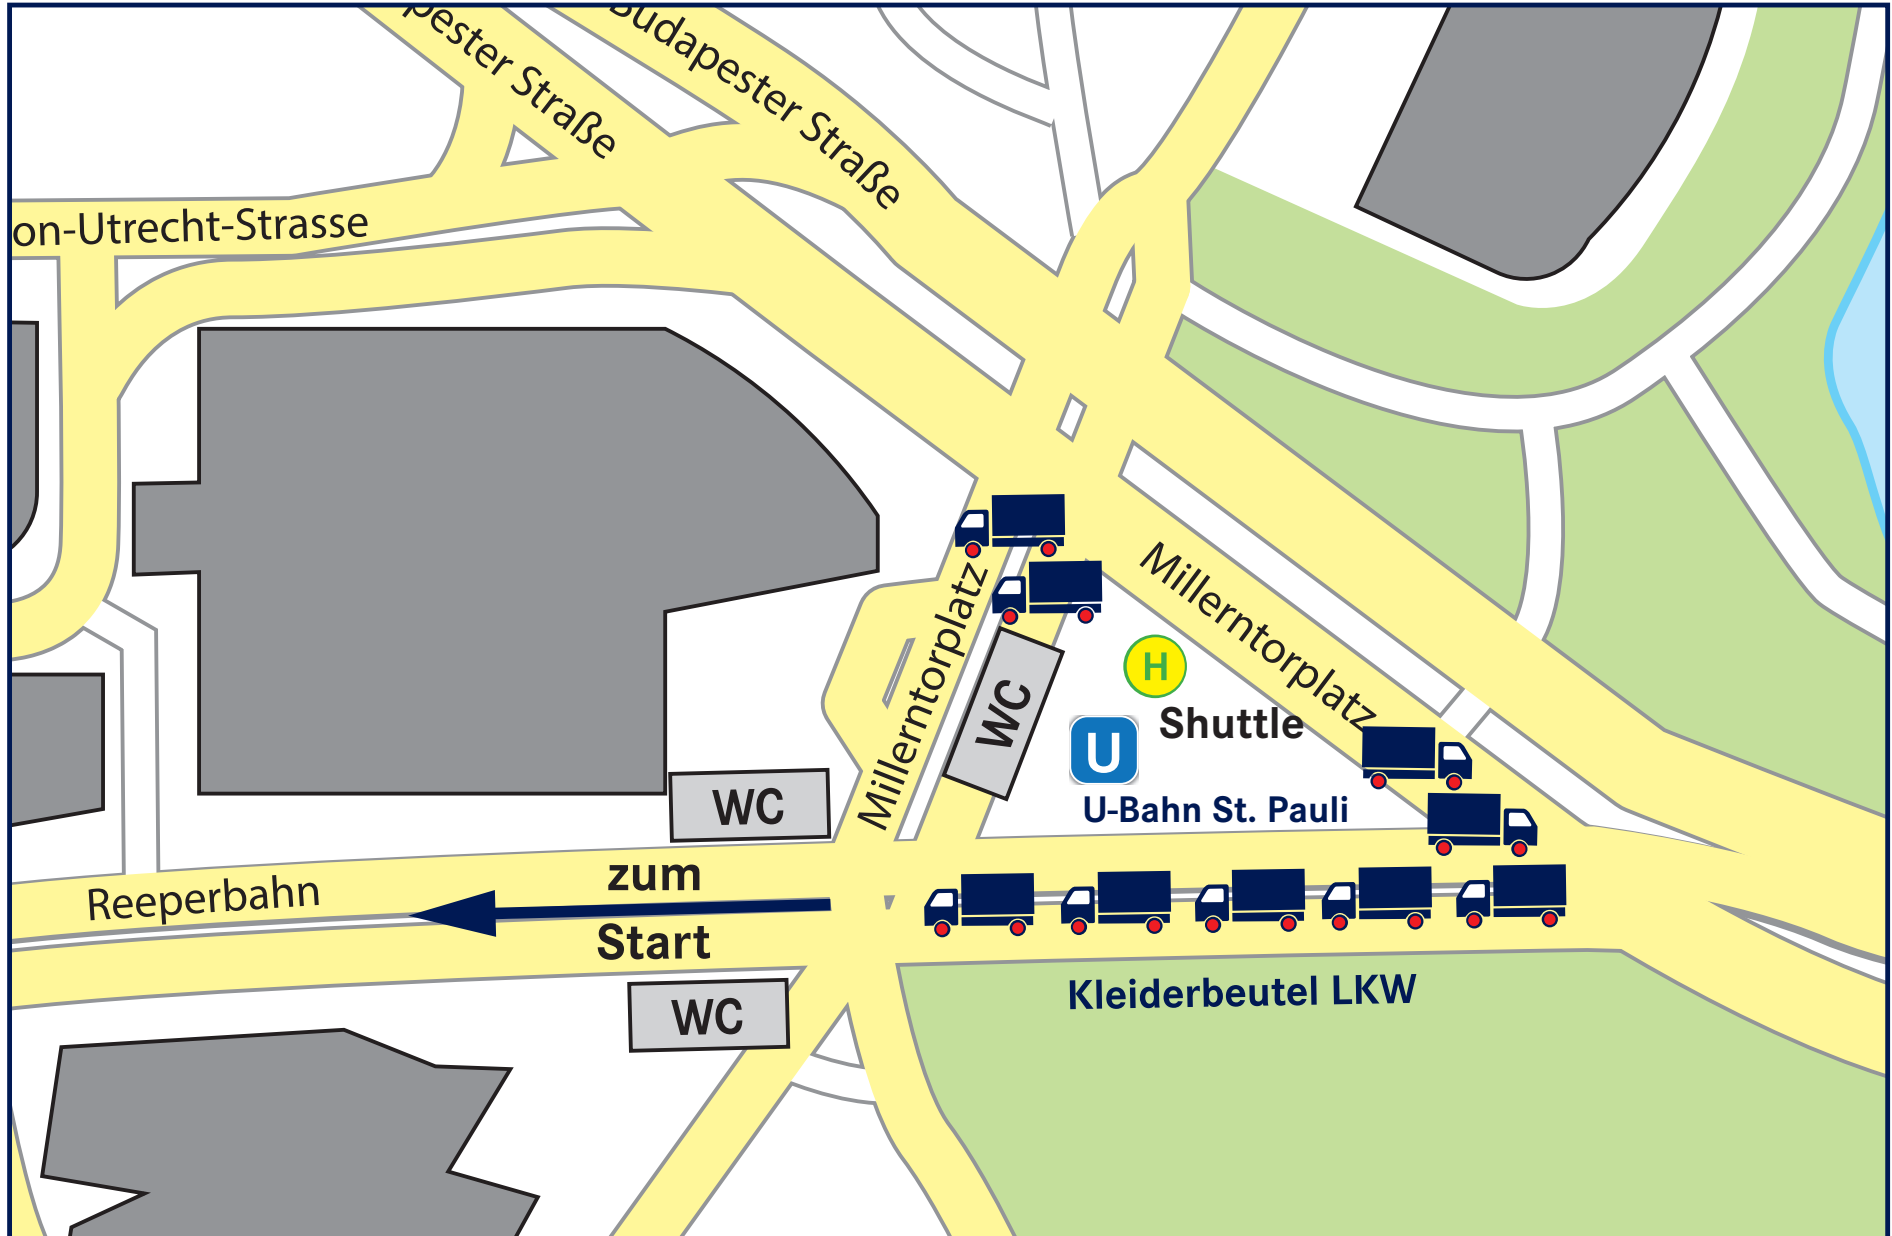 pester Straße
Budapester Straße
on-Utrecht-Strasse
Millerntorplatz
Millerntorplatz
H
Shuttle
WC
U
U-Bahn St. Pauli
WC
zum
Reeperbahn
Start
Kleiderbeutel LKW
WC